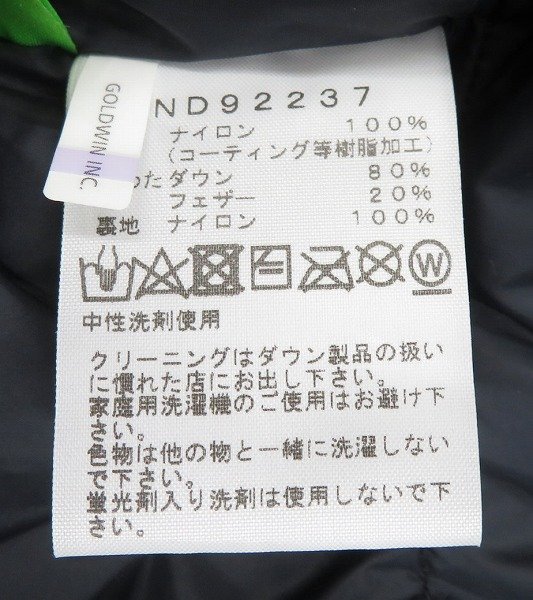 GOLDWIN INC.
ND92237
ナイロン 100%
(コーティング等樹脂加工)
ったダウン 80%
フェザー 20%
裏地 ナイロン 100%
W
中性洗剤使用
クリーニングはダウン製品の扱い
に慣れた店にお出し下さい。
家庭用洗濯機のご使用はお避け下
さい。
色物は他の物と一緒に洗濯しない
で下さい。
蛍光剤入り洗剤は使用しないで下
さい。